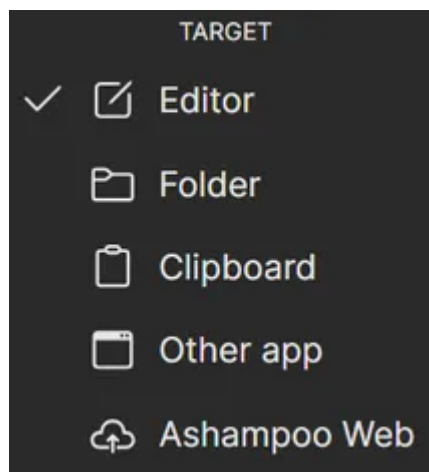 TARGET
Editor
Folder
Clipboard
Other app
Ashampoo Web